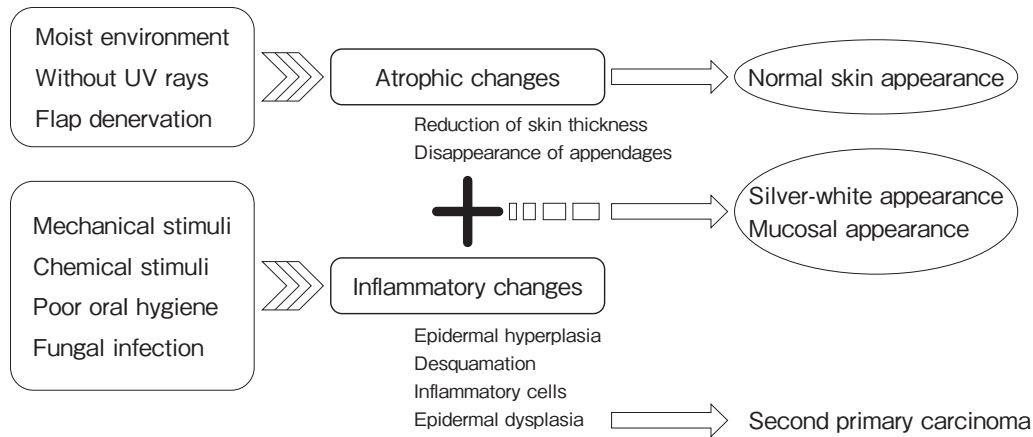 Moist environment
Without UV rays
Flap denervation
Atrophic changes
Normal skin appearance
Reduction of skin thickness
Disappearance of appendages
Silver-white appearance
Mucosal appearance
Mechanical stimuli
Chemical stimuli
Poor oral hygiene
Fungal infection
Inflammatory changes
Epidermal hyperplasia
Desquamation
Inflammatory cells
Epidermal dysplasia
Second primary carcinoma